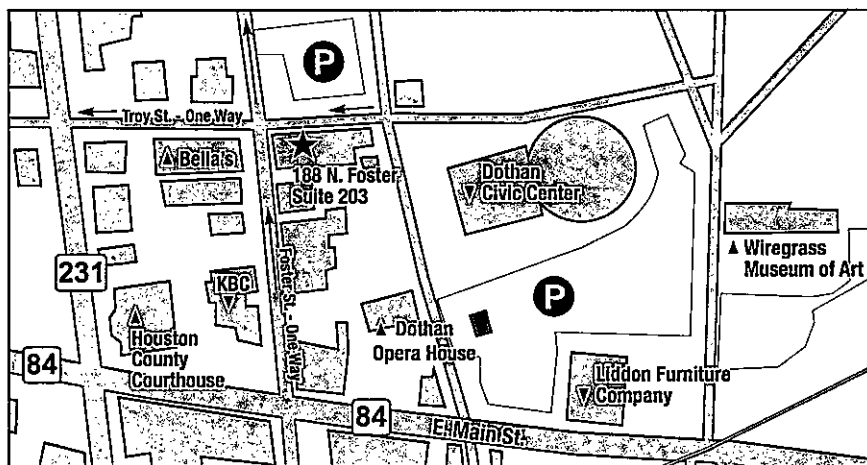 P
Troy St. - One Way
Bella's
188 N. Foster
Suite 203
Dothan
Civic Center
Wiregrass
Museum of Art
231
KBC
Foster St. - One Way
P
Houston
County
Courthouse
Dothan
Opera House
84
Liddon Furniture
Company
84
E Main St.